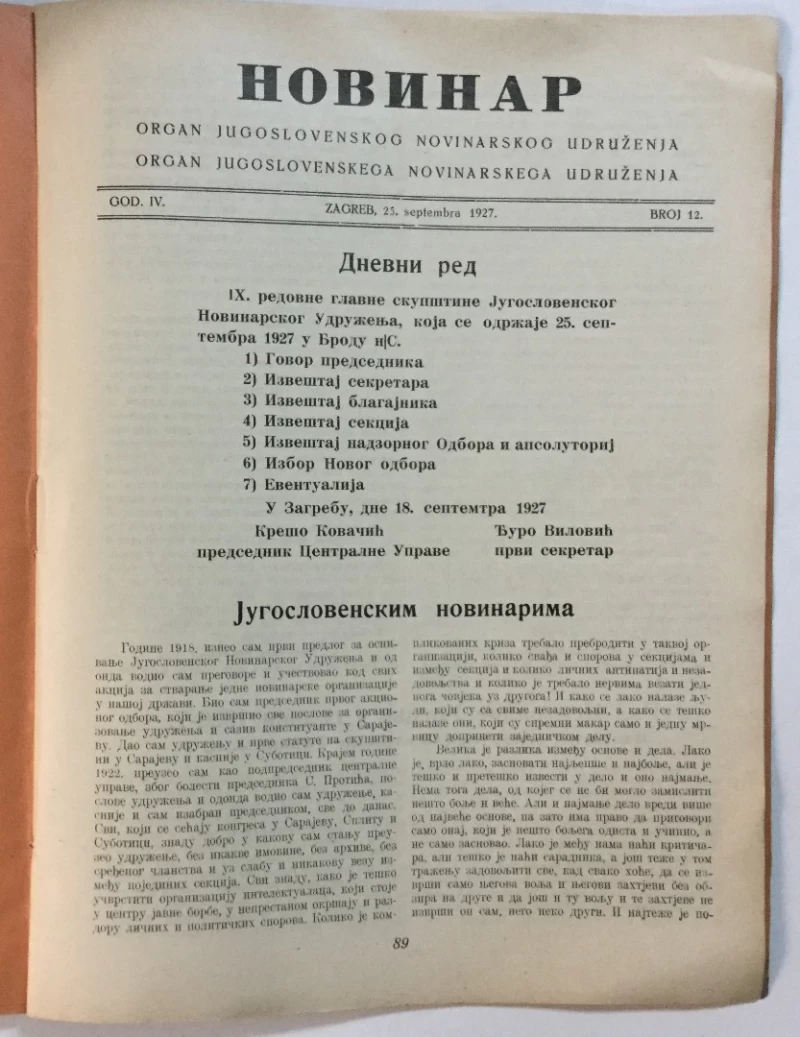 НОВИНАР
ORGAN JUGOSLOVENSKOG NOVINARSKOG UDRUŽENJA
ORGAN JUGOSLOVENSKEGA NOVINARSKEGA UDRUŽENJA
GOD. IV. ZAGREB, 25. septembra 1927. BROJ 12.
Дневни ред
IX. редовне главне скупштине Југословенског
Новинарског Удружења, која се одржаје 25. сеп-
тембра 1927 у Броду н|С.
1) Говор председника
2) Извештај секретара
3) Извештај благајника
4) Извештај секција
5) Извештај надзорног Одбора и апсолуториј
6) Избор Новог одбора
7) Евентуалија
У Загребу, дне 18. септемтра 1927
Крешо Ковачић Ђуро Виловић
председник Централне Управе први секретар
Југословенским новинарима
Године 1918. изнео сам први предлог за осни-
вање Југословенског Новинарског Удружења и од
онда водио сам преговоре и учествовао код свих
акција за стварање једне новинарске организације
у нашој држави. Био сам председник првог акцио-
ног одбора, који је извршио све послове за органи-
зовање удружења и сазив конституанте у Сараје-
ву. Дао сам удружењу и прве статуте на скупшти-
ни у Сарајеву и касније у Суботици. Крајем године
1922. преузео сам као подпредседник централне
управе, због болести председника С. Протића, по-
слове удружења и одонда водио сам удружење, ка-
сније и сам изабран председником, све до данас.
Сви, који се сећају конгреса у Сарајеву, Сплиту и
Суботици, знаду добро у какову сам стању преу-
зео удружење, без икакве имовине, без архиве, без
сређеног чланства и уз слабу и никакову везу из-
међу појединих секција. Сви знаду, како је тешко
учврстити организацију интелектуалаца, који стоје
у центру јавне борбе, у непрестаном окршају и раз-
дору личних и политичких спорова. Колико је ком-
пликованих криза требало пребродити у таквој ор-
ганизацији, колико свађа и спорова у секцијама и
између секција и колико личних антипатија и неза-
довољства и колико је требало нервима везати јед-
нога човјека уз другога! И како се лако налазе љу-
ди, који су са свиме незадовољни, а како се тешко
налазе они, који су спремни макар само и једну мр-
вицу допринети заједничком делу.
Велика је разлика између основе и дела. Лако
је, врло лако, засновати најљепше и најбоље, али је
тешко и претешко извести у дело и оно најмање.
Нема тога дела, од којег се не би могло замислити
нешто боље и веће. Али и најмање дело вреди више
од највеће основе, па зато има право да приговори
само онај, који је нешто бољега одиста и учинио, а
не само засновао. Лако је међу нама наћи критича-
ра, али тешко је наћи сарадника, а још теже у том
тражењу задовољити све, кад свако хоће, да се из-
врши само његова воља и његови захтјеви без об-
зира на друге и да још и ту вољу и те захтјеве не
изврши он сам, него неко други. И најтеже је по-
89